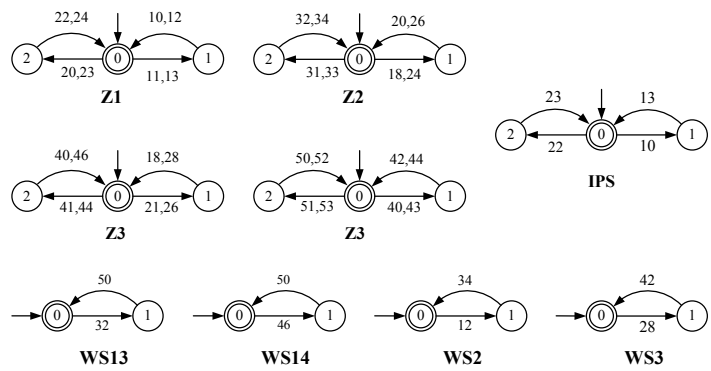 22,24 10,12
2 0 1
20,23 11,13
Z1
32,34 20,26
2 0 1
31,33 18,24
Z2
23 13
2 0 1
22 10
IPS
40,46 18,28
2 0 1
41,44 21,26
Z3
50,52 42,44
2 0 1
51,53 40,43
Z3
50
0 1
32
WS13
50
0 1
46
WS14
34
0 1
12
WS2
42
0 1
28
WS3